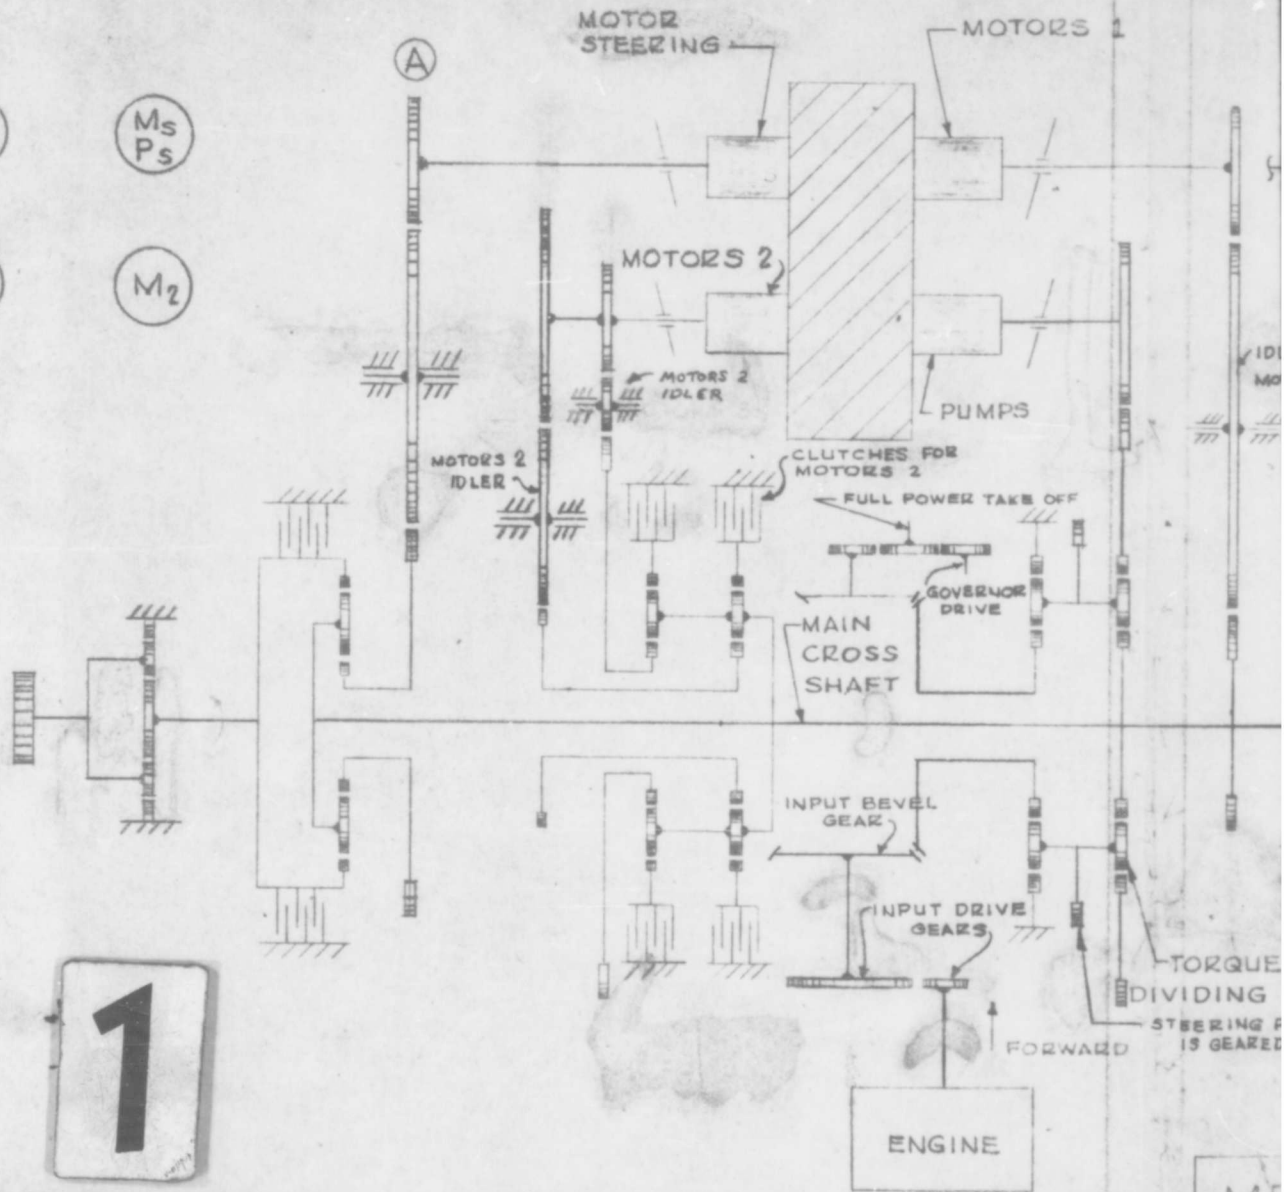 MOTOR
STEERING
MOTORS 1
A
Ms
Ps
MOTORS 2
M2
MOTORS 2
IDLER
PUMPS
MOTORS 2
IDLER
CLUTCHES FOR
MOTORS 2
FULL POWER TAKE OFF
GOVERNOR
DRIVE
MAIN
CROSS
SHAFT
INPUT BEVEL
GEAR
INPUT DRIVE
GEARS
TORQUE
DIVIDING
STEERING
IS GEARED
FORWARD
1
ENGINE